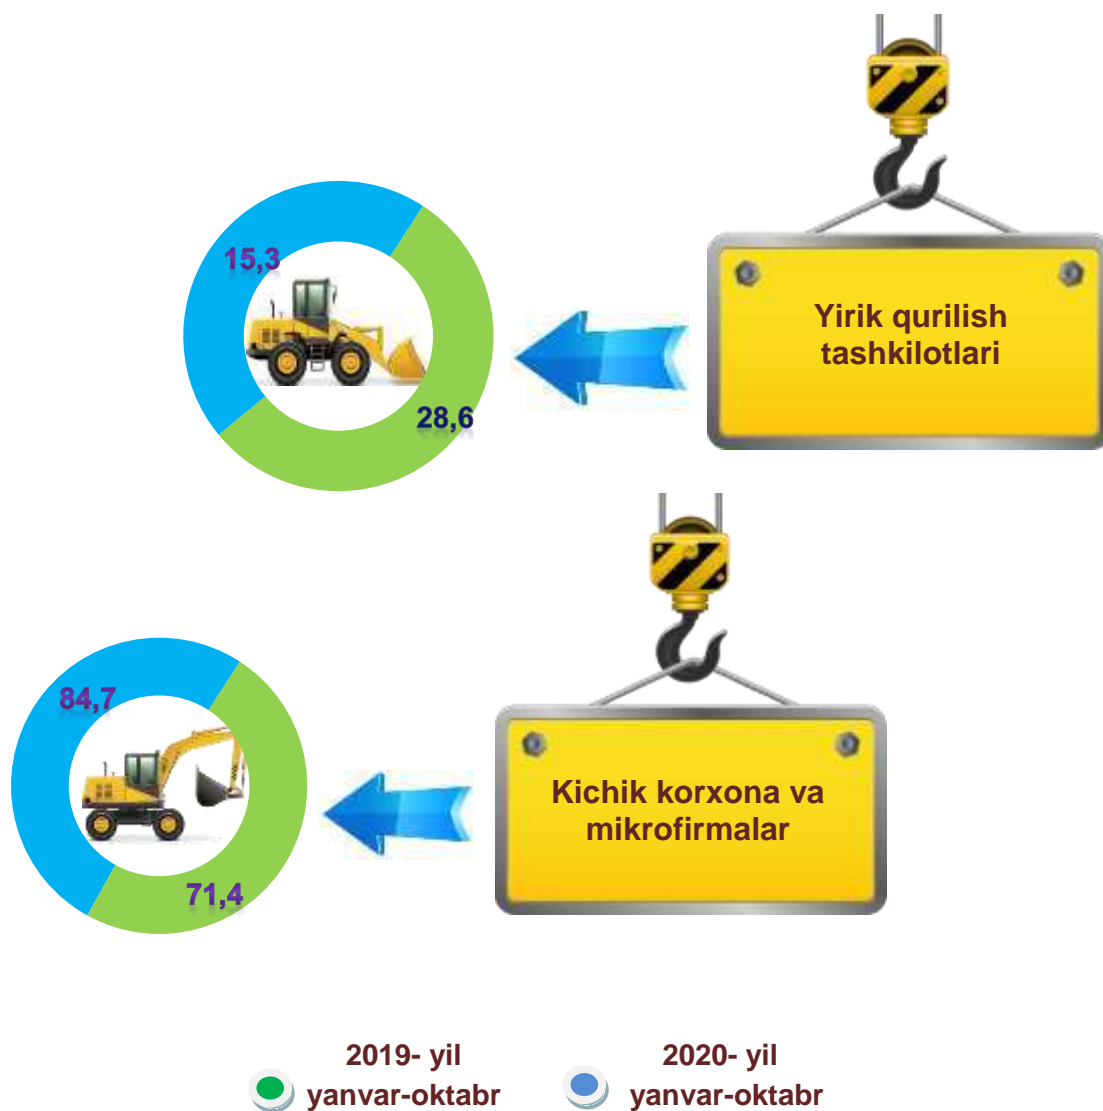 15,3
28,6
Yirik qurilish
tashkilotlari
84,7
71,4
Kichik korxona va
mikrofirmalar
2019- yil
yanvar-oktabr
2020- yil
yanvar-oktabr